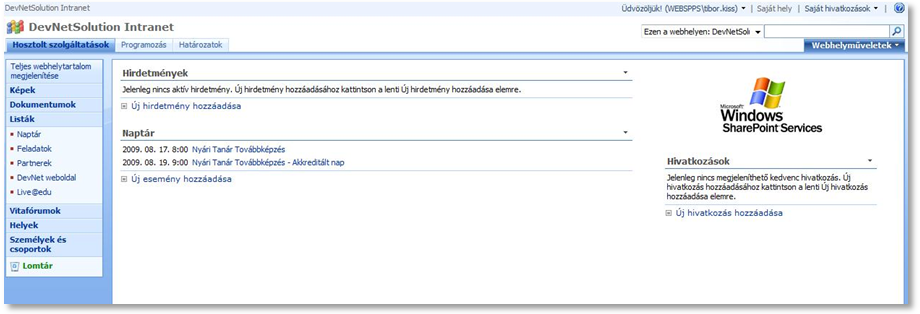 DevNetSolution
Üdvözöljük! (WEBSPPS\tibor.kiss) | Saját hely | Saját hivatkozások |
DevNetSolution Intranet
Ezen a webhelyen: DevNetSol
Hosztolt szolgáltatások Programozás Határozatok
Webhelyműveletek
Teljes webhelytartalom
megjelenítése
Képek
Dokumentumok
Listák
Naptár
Feladatok
Partnerek
DevNet weboldal
Live@edu
Vitafórumok
Helyek
Személyek és
csoportok
Lomtár
Hirdetmények
Jelenleg nincs aktív hirdetmény. Új hirdetmény hozzáadásához kattintson a lenti Új hirdetmény hozzáadása elemre.
Új hirdetmény hozzáadása
Naptár
2009. 08. 17. 8:00 Nyári Tanár Továbbképzés
2009. 08. 19. 9:00 Nyári Tanár Továbbképzés - Akkreditált nap
Új esemény hozzáadása
Microsoft
Windows
SharePoint Services
Hivatkozások
Jelenleg nincs megjeleníthető kedvenc hivatkozás. Új
hivatkozás hozzáadásához kattintson a lenti Új hivatkozás
hozzáadása elemre.
Új hivatkozás hozzáadása